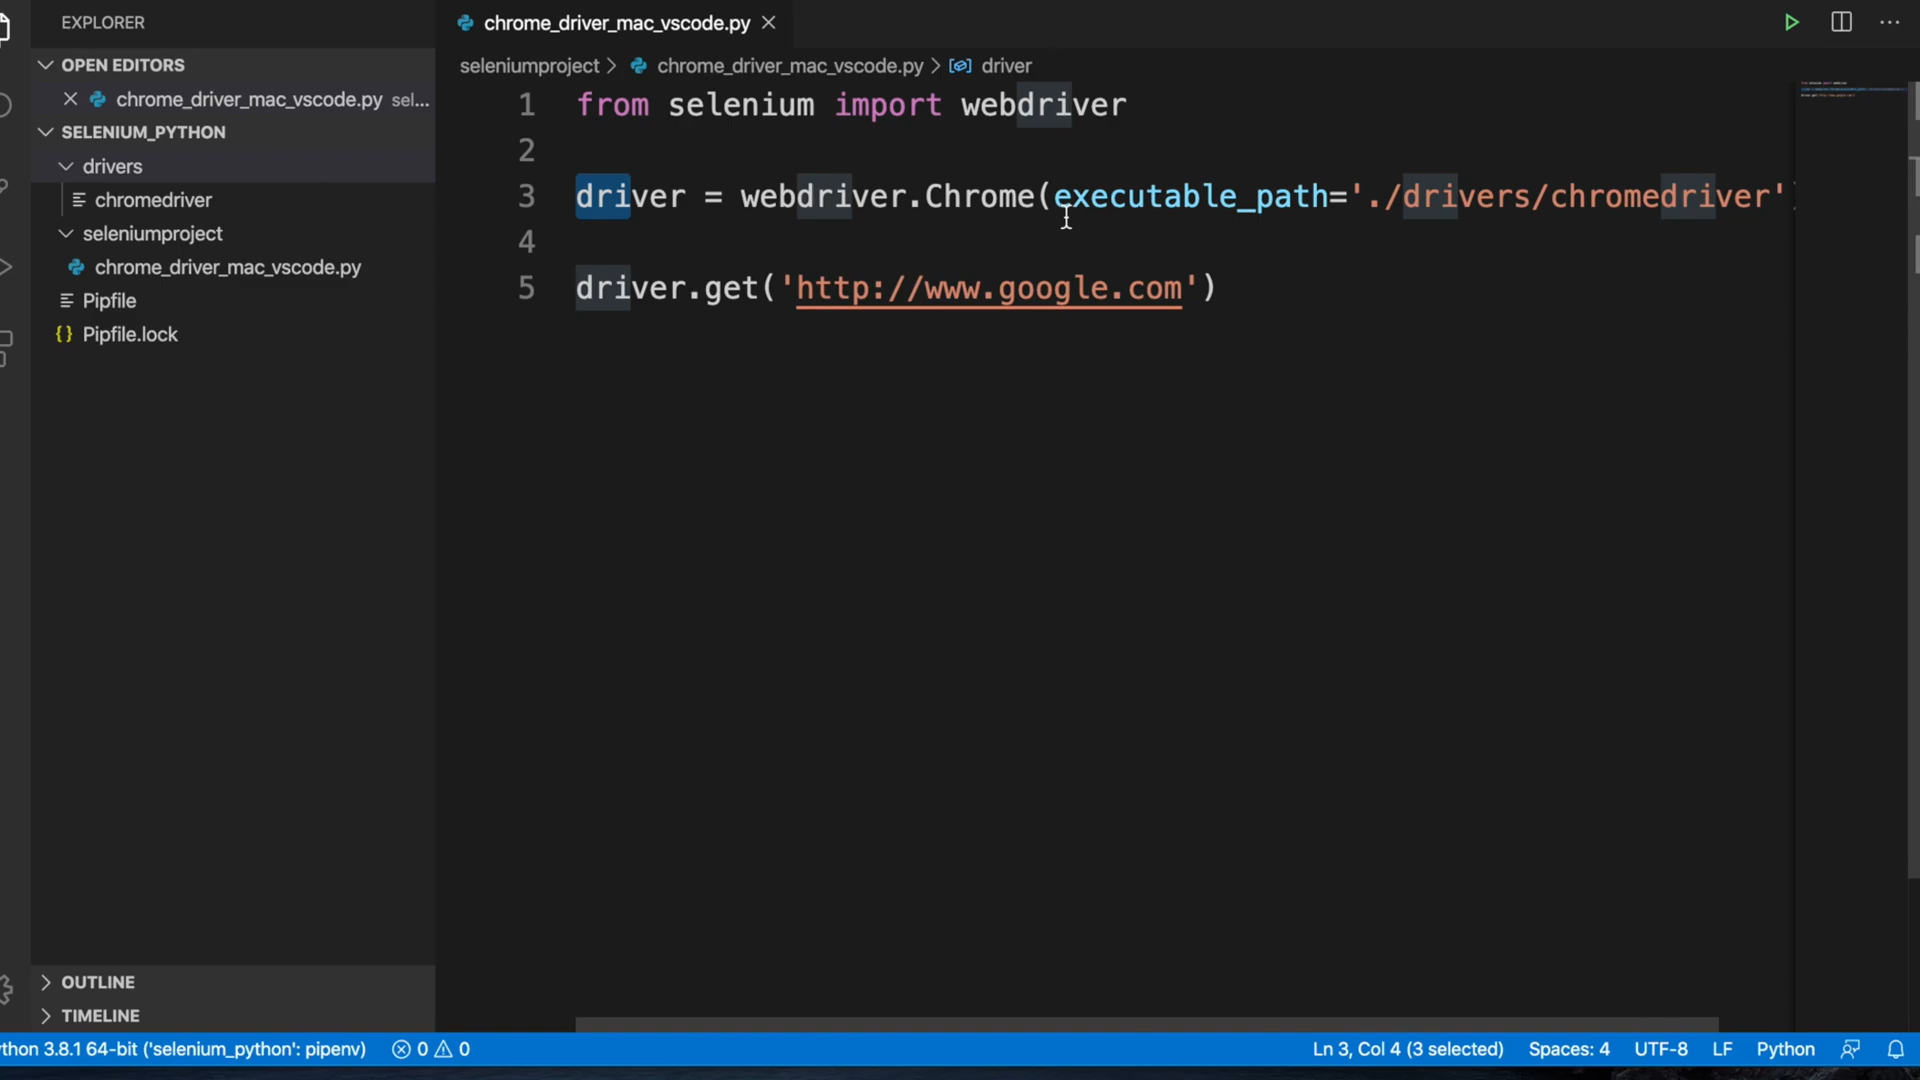 EXPLORER
OPEN EDITORS
chrome_driver_mac_vscode.py sel...
SELENIUM_PYTHON
drivers
chromedriver
seleniumproject
chrome_driver_mac_vscode.py
Pipfile
{} Pipfile.lock
OUTLINE
TIMELINE
chrome_driver_mac_vscode.py
seleniumproject > chrome_driver_mac_vscode.py > driver
1 from selenium import webdriver
2
3 driver = webdriver.Chrome(executable_path='./drivers/chromedriver')
4
5 driver.get('http://www.google.com')
thon 3.8.1 64-bit ('selenium_python': pipenv) 0 0 Ln 3, Col 4 (3 selected) Spaces: 4 UTF-8 LF Python